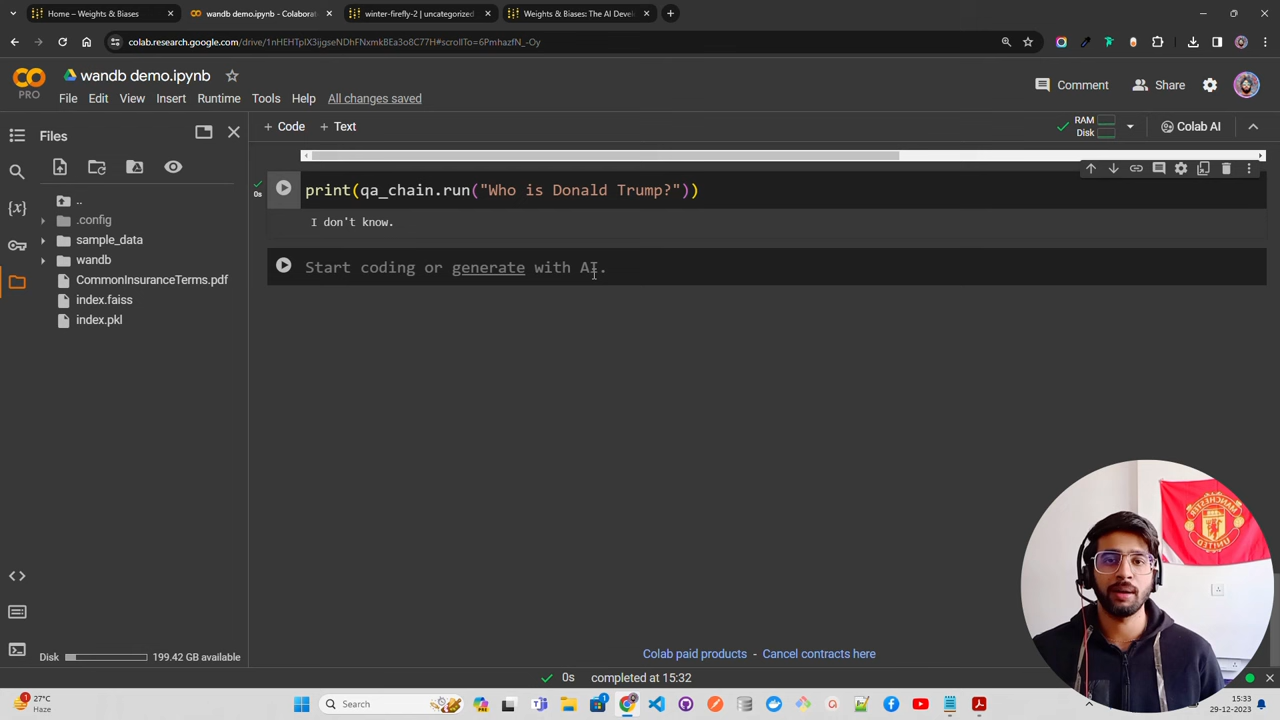 Home – Weights & Biases
wandb demo.ipynb - Colaborat
winter-firefly-2 | uncategorized
Weights & Biases: The AI Devel
colab.research.google.com/drive/1nHEHTpIX3ijgseNDhFNxmkBEa3o8C77H#scrollTo=6PmhazfN_-Oy
CO
PRO
wandb demo.ipynb
Comment
Share
File Edit View Insert Runtime Tools Help All changes saved
Files
+ Code + Text
RAM
Disk
Colab AI
..
.config
sample_data
wandb
CommonInsuranceTerms.pdf
index.faiss
index.pkl
0s
print(qa_chain.run("Who is Donald Trump?"))
I don't know.
Start coding or generate with AI.
MANCHESTER
UNITED
Colab paid products - Cancel contracts here
Disk 199.42 GB available
0s completed at 15:32
27°C
Haze
Search
15:33
29-12-2023